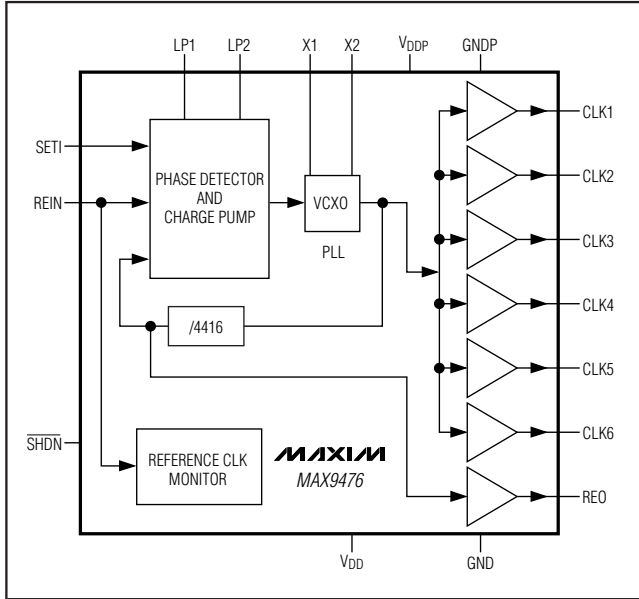 LP1 LP2 X1 X2 VDDP GNDP
SETI
REIN
PHASE DETECTOR
AND
CHARGE PUMP
VCXO
PLL
/4416
SHDN
REFERENCE CLK
MONITOR
MAXIM
MAX9476
CLK1
CLK2
CLK3
CLK4
CLK5
CLK6
REO
VDD GND